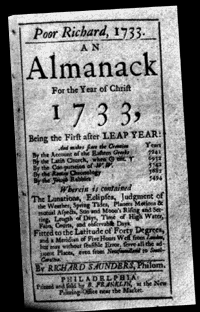 Poor Richard, 1733.
AN
Almanack
For the Year of Christ
1733,
Being the First after LEAP YEAR:
And makes since the Creation Years
By the Account of the Eastern Greeks 7241
By the Latin Church, when ☉ ent. ♈ 6932
By the Computation of W.W. 5742
By the Roman Chronology 5682
By the Jewish Rabbies 5494
Wherein is contained
The Lunations, Eclipses, Judgment of
the Weather, Spring Tides, Planets Motions &
mutual Aspects, Sun and Moon's Rising and Set-
ting, Length of Days, Time of High Water,
Fairs, Courts, and observable Days.
Fitted to the Latitude of Forty Degrees,
and a Meridian of Five Hours West from London,
but may without sensible Error, serve all the ad-
jacent Places, even from Newfoundland to South-
Carolina.
By RICHARD SAUNDERS, Philom.
PHILADELPHIA:
Printed and sold by B. FRANKLIN, at the New
Printing-Office near the Market.